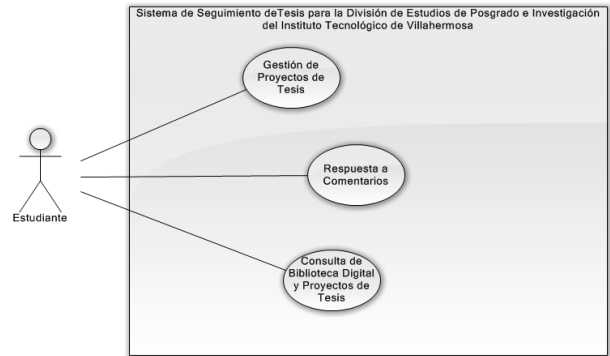 Sistema de Seguimiento deTesis para la División de Estudios de Posgrado e Investigación
del Instituto Tecnológico de Villahermosa
Gestión de
Proyectos de
Tesis
Respuesta a
Comentarios
Estudiante
Consulta de
Biblioteca Digital
y Proyectos de
Tesis